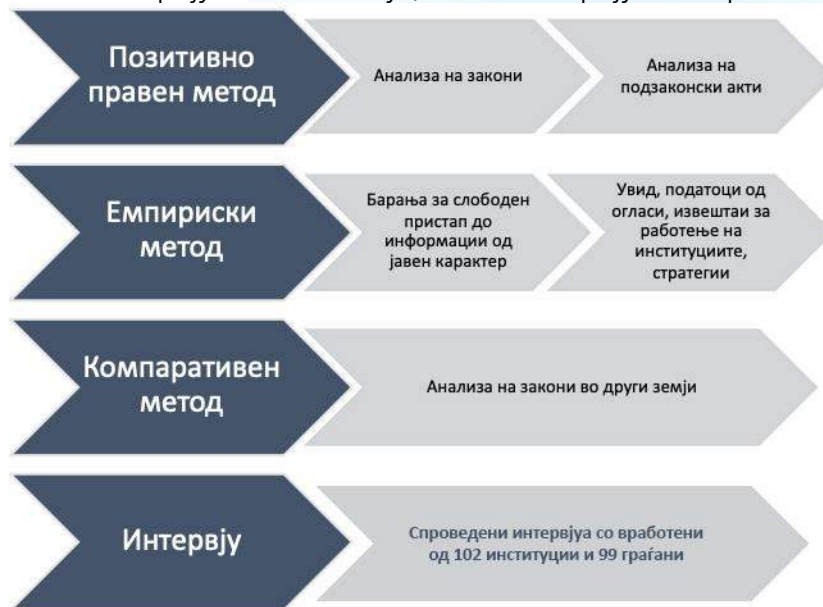 Позитивно
правен метод
Анализа на закони
Анализа на
подзаконски акти
Емпириски
метод
Барања за слободен
пристап до
информации од
јавен карактер
Увид, податоци од
огласи, извештаи за
работење на
институциите,
стратегии
Компаративен
метод
Анализа на закони во други земји
Интервју
Спроведени интервјуа со вработени
од 102 институции и 99 граѓани